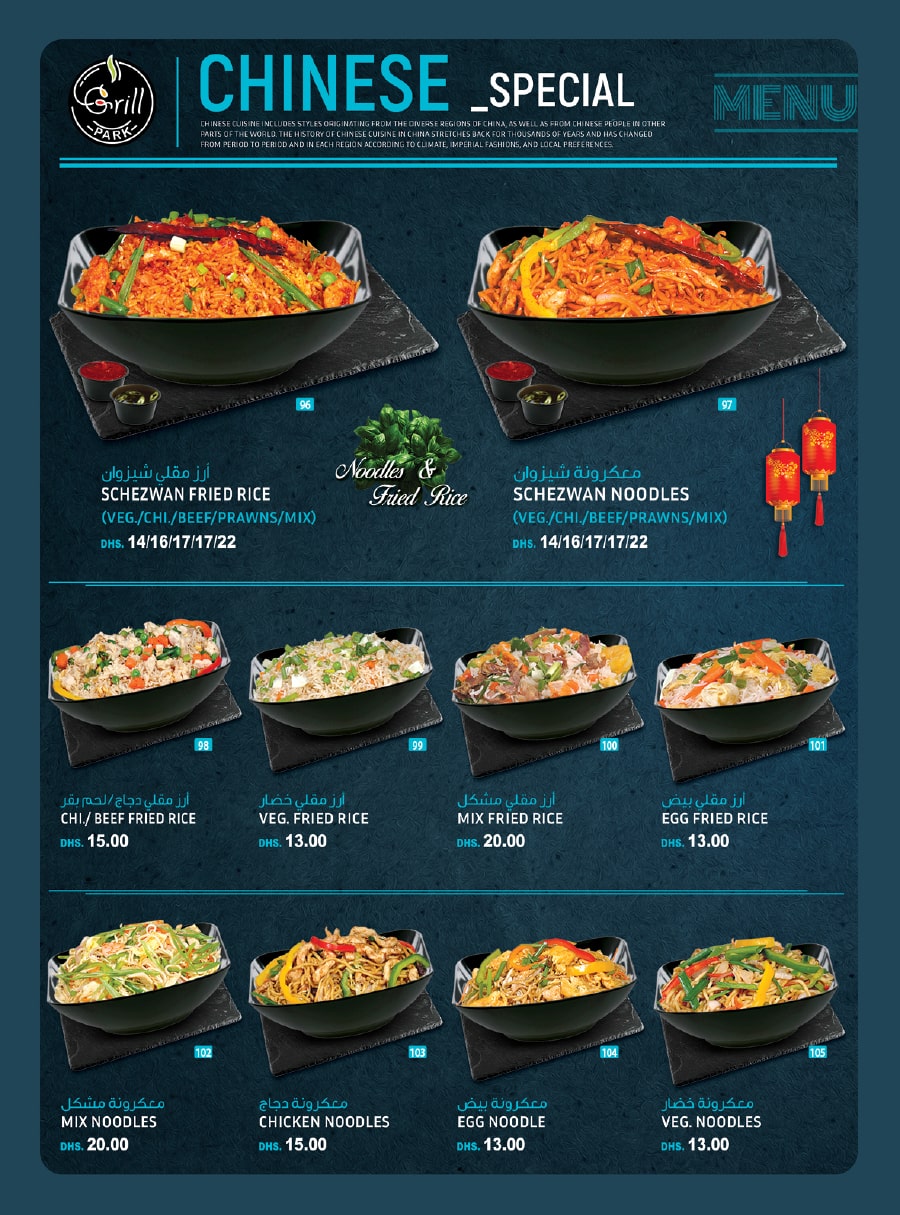 Grill
PARK
CHINESE _SPECIAL
MENU
CHINESE CUISINE INCLUDES STYLES ORIGINATING FROM THE DIVERSE REGIONS OF CHINA, AS WELL AS FROM CHINESE PEOPLE IN OTHER
PARTS OF THE WORLD. THE HISTORY OF CHINESE CUISINE IN CHINA STRETCHES BACK FOR THOUSANDS OF YEARS AND HAS CHANGED
FROM PERIOD TO PERIOD AND IN EACH REGION ACCORDING TO CLIMATE, IMPERIAL FASHIONS, AND LOCAL PREFERENCES.
96
أرز مقلي شيزوان
SCHEZWAN FRIED RICE
(VEG./CHI./BEEF/PRAWNS/MIX)
DHS. 14/16/17/17/22
Noodles &
Fried Rice
97
معكرونة شيزوان
SCHEZWAN NOODLES
(VEG./CHI./BEEF/PRAWNS/MIX)
DHS. 14/16/17/17/22
98
أرز مقلي دجاج/لحم بقر
CHI./ BEEF FRIED RICE
DHS. 15.00
99
أرز مقلي خضار
VEG. FRIED RICE
DHS. 13.00
100
أرز مقلي مشكل
MIX FRIED RICE
DHS. 20.00
101
أرز مقلي بيض
EGG FRIED RICE
DHS. 13.00
102
معكرونة مشكل
MIX NOODLES
DHS. 20.00
103
معكرونة دجاج
CHICKEN NOODLES
DHS. 15.00
104
معكرونة بيض
EGG NOODLE
DHS. 13.00
105
معكرونة خضار
VEG. NOODLES
DHS. 13.00